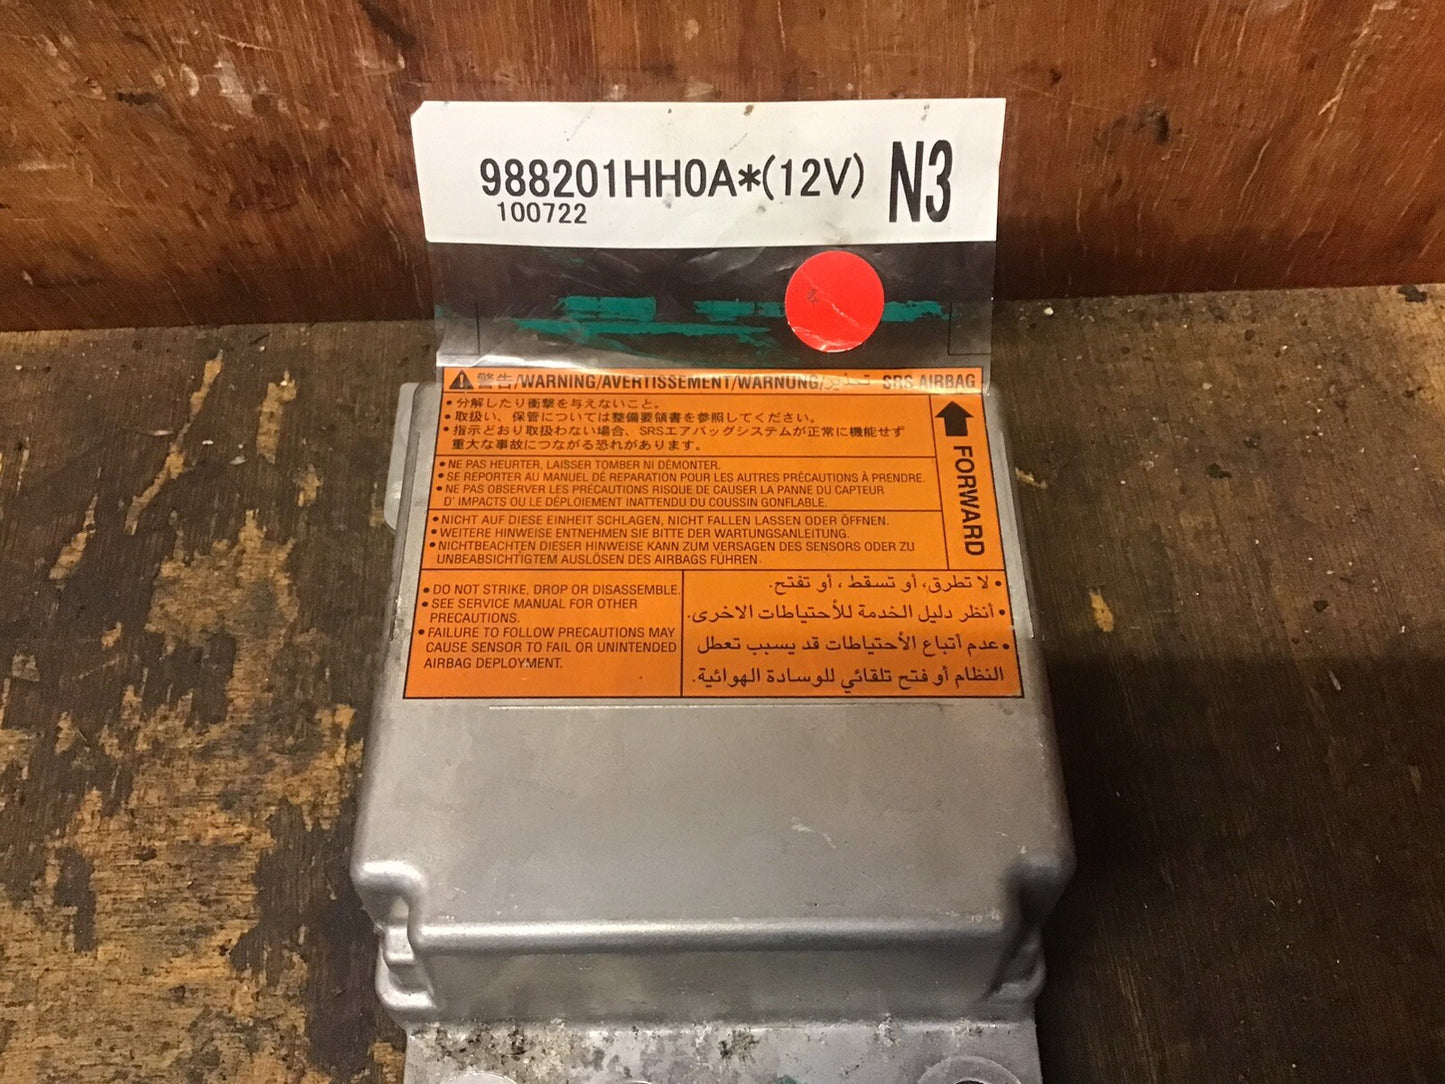 988201HH0A*(12V) N3
100722
警告/WARNING/AVERTISSEMENT/WARNUNG/تحذير SRS AIRBAG
・分解したり衝撃を与えないこと。
・取扱い、保管については整備要領書を参照してください。
・指示どおり取扱わない場合、SRSエアバッグシステムが正常に機能せず
重大な事故につながる恐れがあります。
• NE PAS HEURTER, LAISSER TOMBER NI DÉMONTER.
• SE REPORTER AU MANUEL DE REPARATION POUR LES AUTRES PRÉCAUTIONS À PRENDRE.
• NE PAS OBSERVER LES PRÉCAUTIONS RISQUE DE CAUSER LA PANNE DU CAPTEUR
D' IMPACTS OU LE DÉPLOIEMENT INATTENDU DU COUSSIN GONFLABLE.
• NICHT AUF DIESE EINHEIT SCHLAGEN, NICHT FALLEN LASSEN ODER ÖFFNEN.
• WEITERE HINWEISE ENTNEHMEN SIE BITTE DER WARTUNGSANLEITUNG.
• NICHTBEACHTEN DIESER HINWEISE KANN ZUM VERSAGEN DES SENSORS ODER ZU
UNBEABSICHTIGTEM AUSLÖSEN DES AIRBAGS FÜHREN.
FORWARD
• DO NOT STRIKE, DROP OR DISASSEMBLE.
• SEE SERVICE MANUAL FOR OTHER
PRECAUTIONS.
• FAILURE TO FOLLOW PRECAUTIONS MAY
CAUSE SENSOR TO FAIL OR UNINTENDED
AIRBAG DEPLOYMENT.
• لا تطرق، أو تسقط ، أو تفتح.
• أنظر دليل الخدمة للأحتياطات الاخرى.
• عدم أتباع الأحتياطات قد يسبب تعطل
النظام أو فتح تلقائي للوسادة الهوائية.